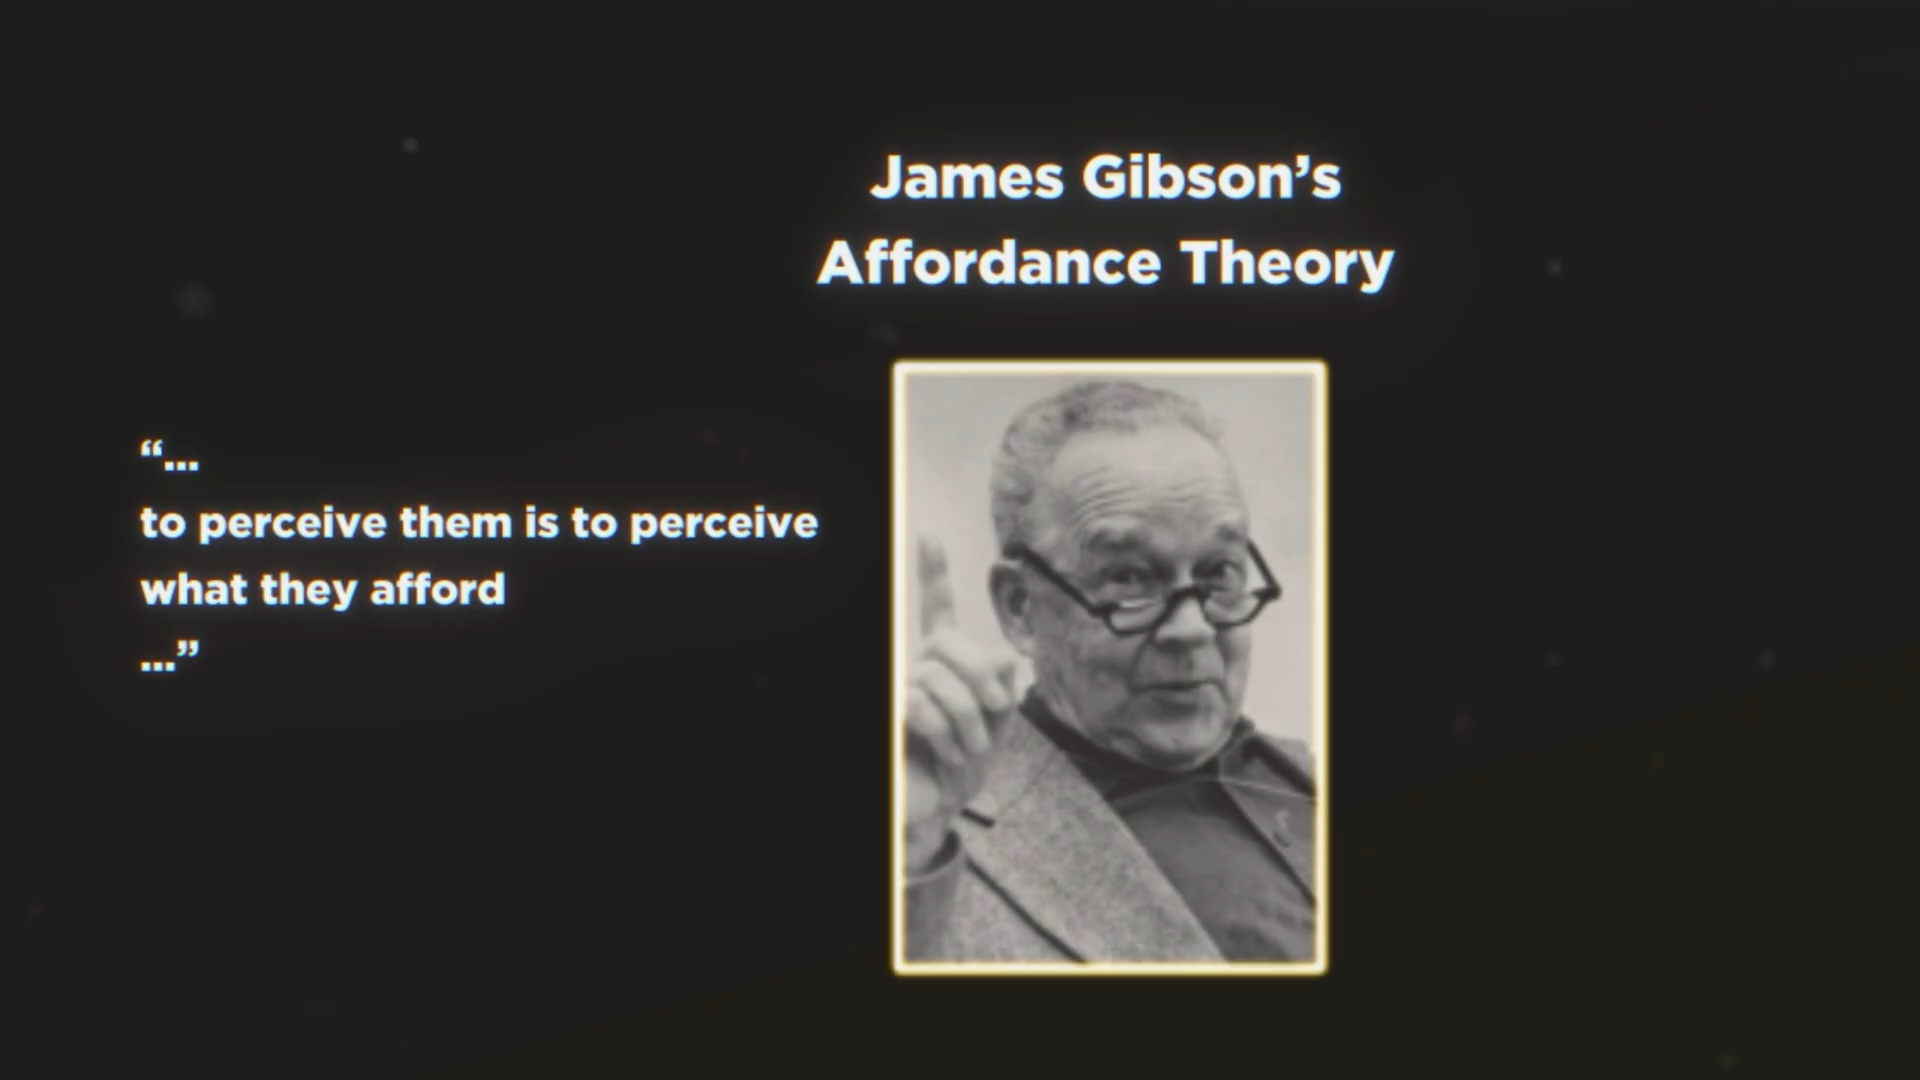 James Gibson’s
Affordance Theory
“...
to perceive them is to perceive
what they afford
...”